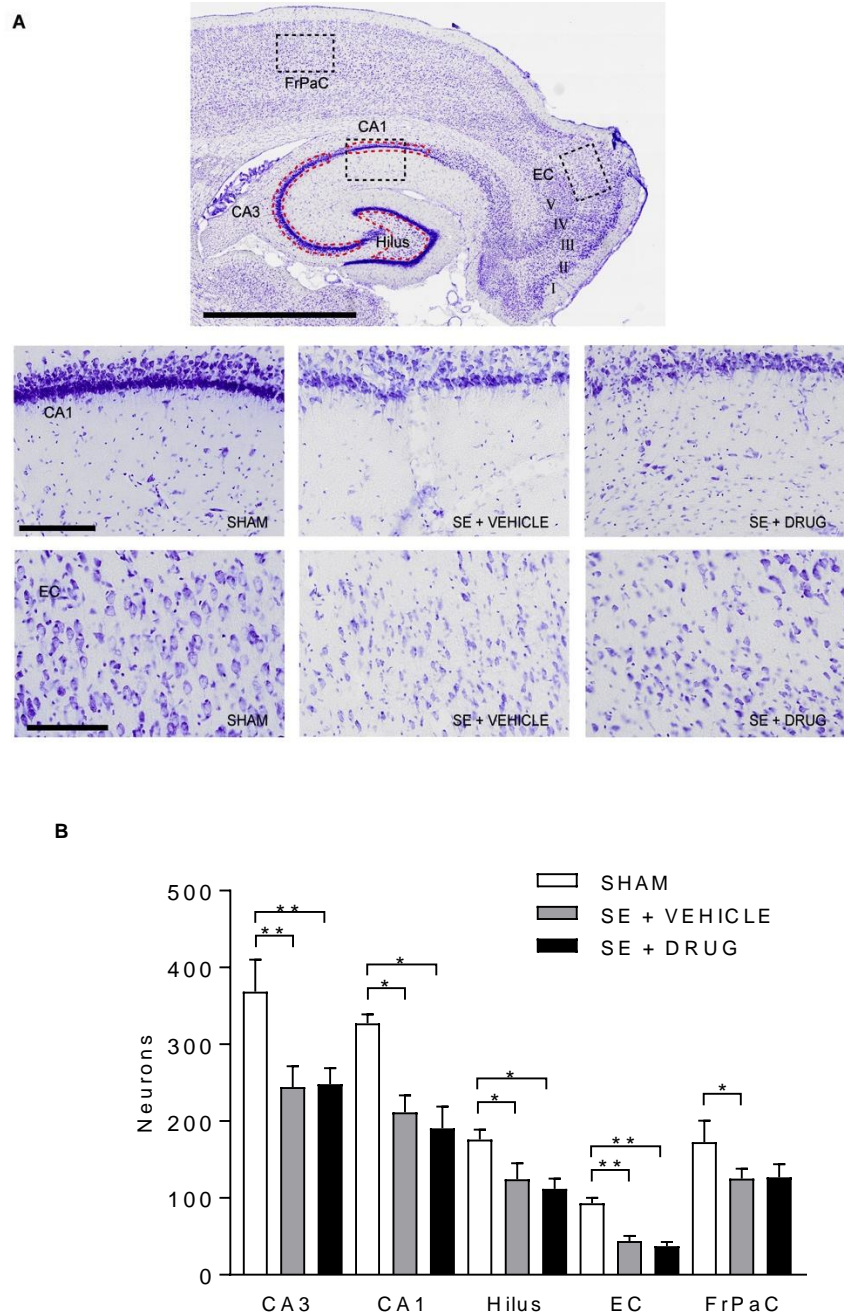 A
FrPaC
CA1
EC
CA3
Hilus
V
IV
III
II
I
CA1
SHAM
SE + VEHICLE
SE + DRUG
EC
SHAM
SE + VEHICLE
SE + DRUG
B
Neurons
500
400
300
200
100
0
SHAM
SE + VEHICLE
SE + DRUG
**
**
*
*
*
*
**
**
*
CA3 CA1 Hilus EC FrPaC